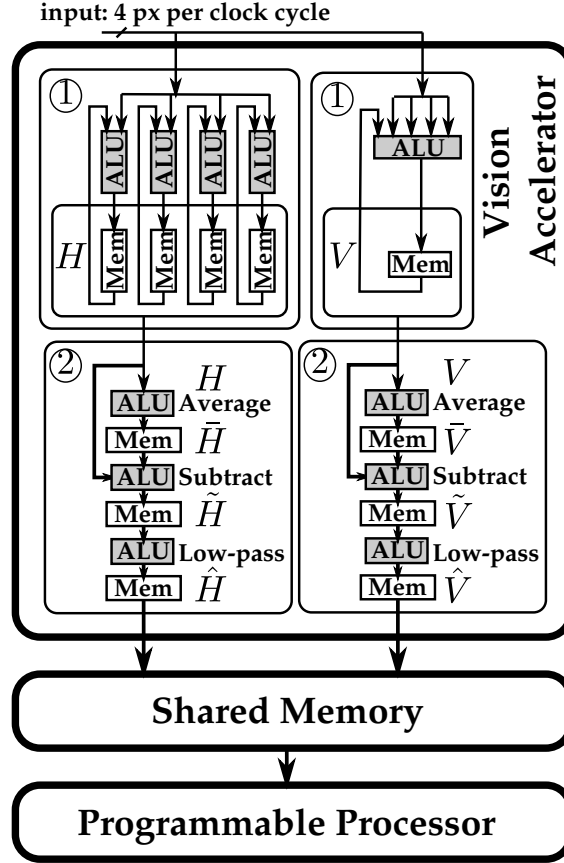 input: 4 px per clock cycle
1
ALU ALU ALU ALU
H
Mem Mem Mem Mem
1
ALU
V
Mem
Vision
Accelerator
2
H
ALU Average
Mem H̄
ALU Subtract
Mem H̃
ALU Low-pass
Mem Ĥ
2
V
ALU Average
Mem V̄
ALU Subtract
Mem Ṽ
ALU Low-pass
Mem V̂
Shared Memory
Programmable Processor